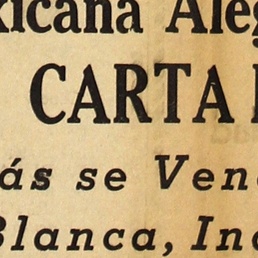 xicana Aleg
CARTA
ás se Ven
Blanca, In